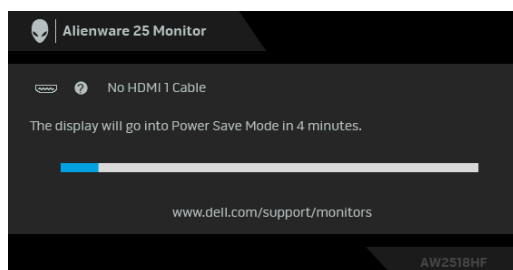 Alienware 25 Monitor
? No HDMI 1 Cable
The display will go into Power Save Mode in 4 minutes.
www.dell.com/support/monitors
AW2518HF